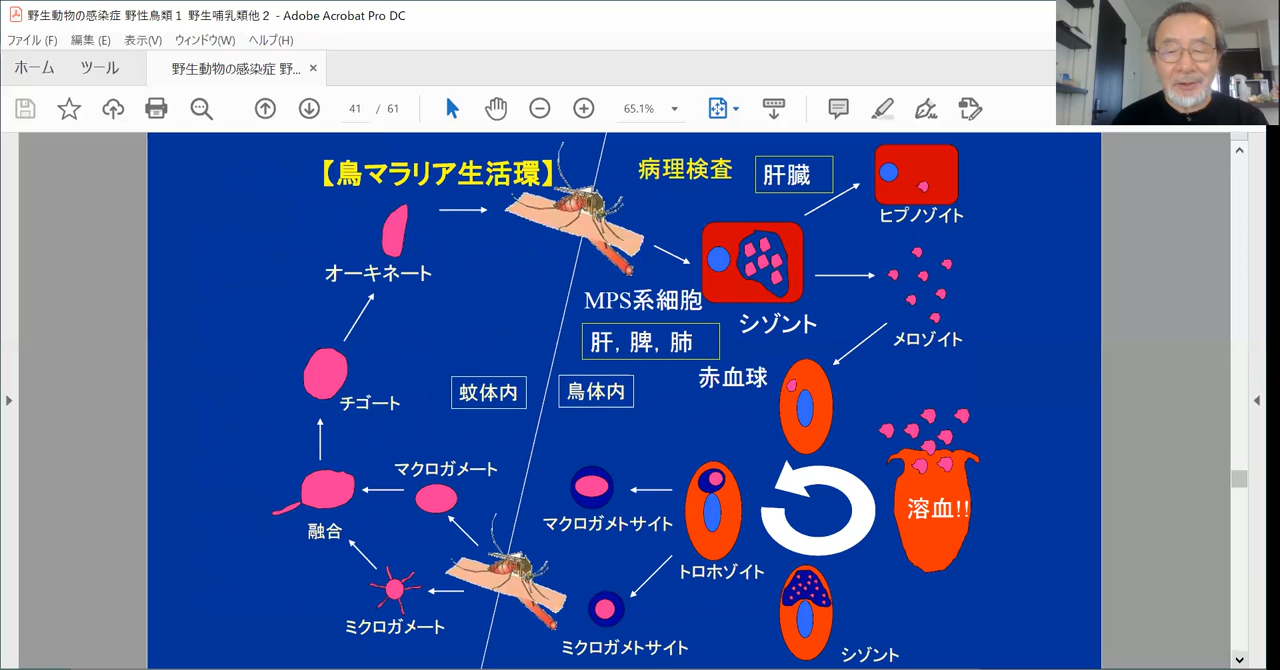 野生動物の感染症 野性鳥類１ 野生哺乳類他２ - Adobe Acrobat Pro DC
ファイル (F) 編集 (E) 表示(V) ウィンドウ(W) ヘルプ(H)
ホーム ツール 野生動物の感染症 野... ×
41 / 61 65.1%
【鳥マラリア生活環】
病理検査
肝臓
ヒプノゾイト
オーキネート
MPS系細胞
シゾント
メロゾイト
肝, 脾, 肺
赤血球
チゴート
蚊体内
鳥体内
マクロガメート
マクロガメトサイト
溶血!!
融合
トロホゾイト
ミクロガメート
ミクロガメトサイト
シゾント